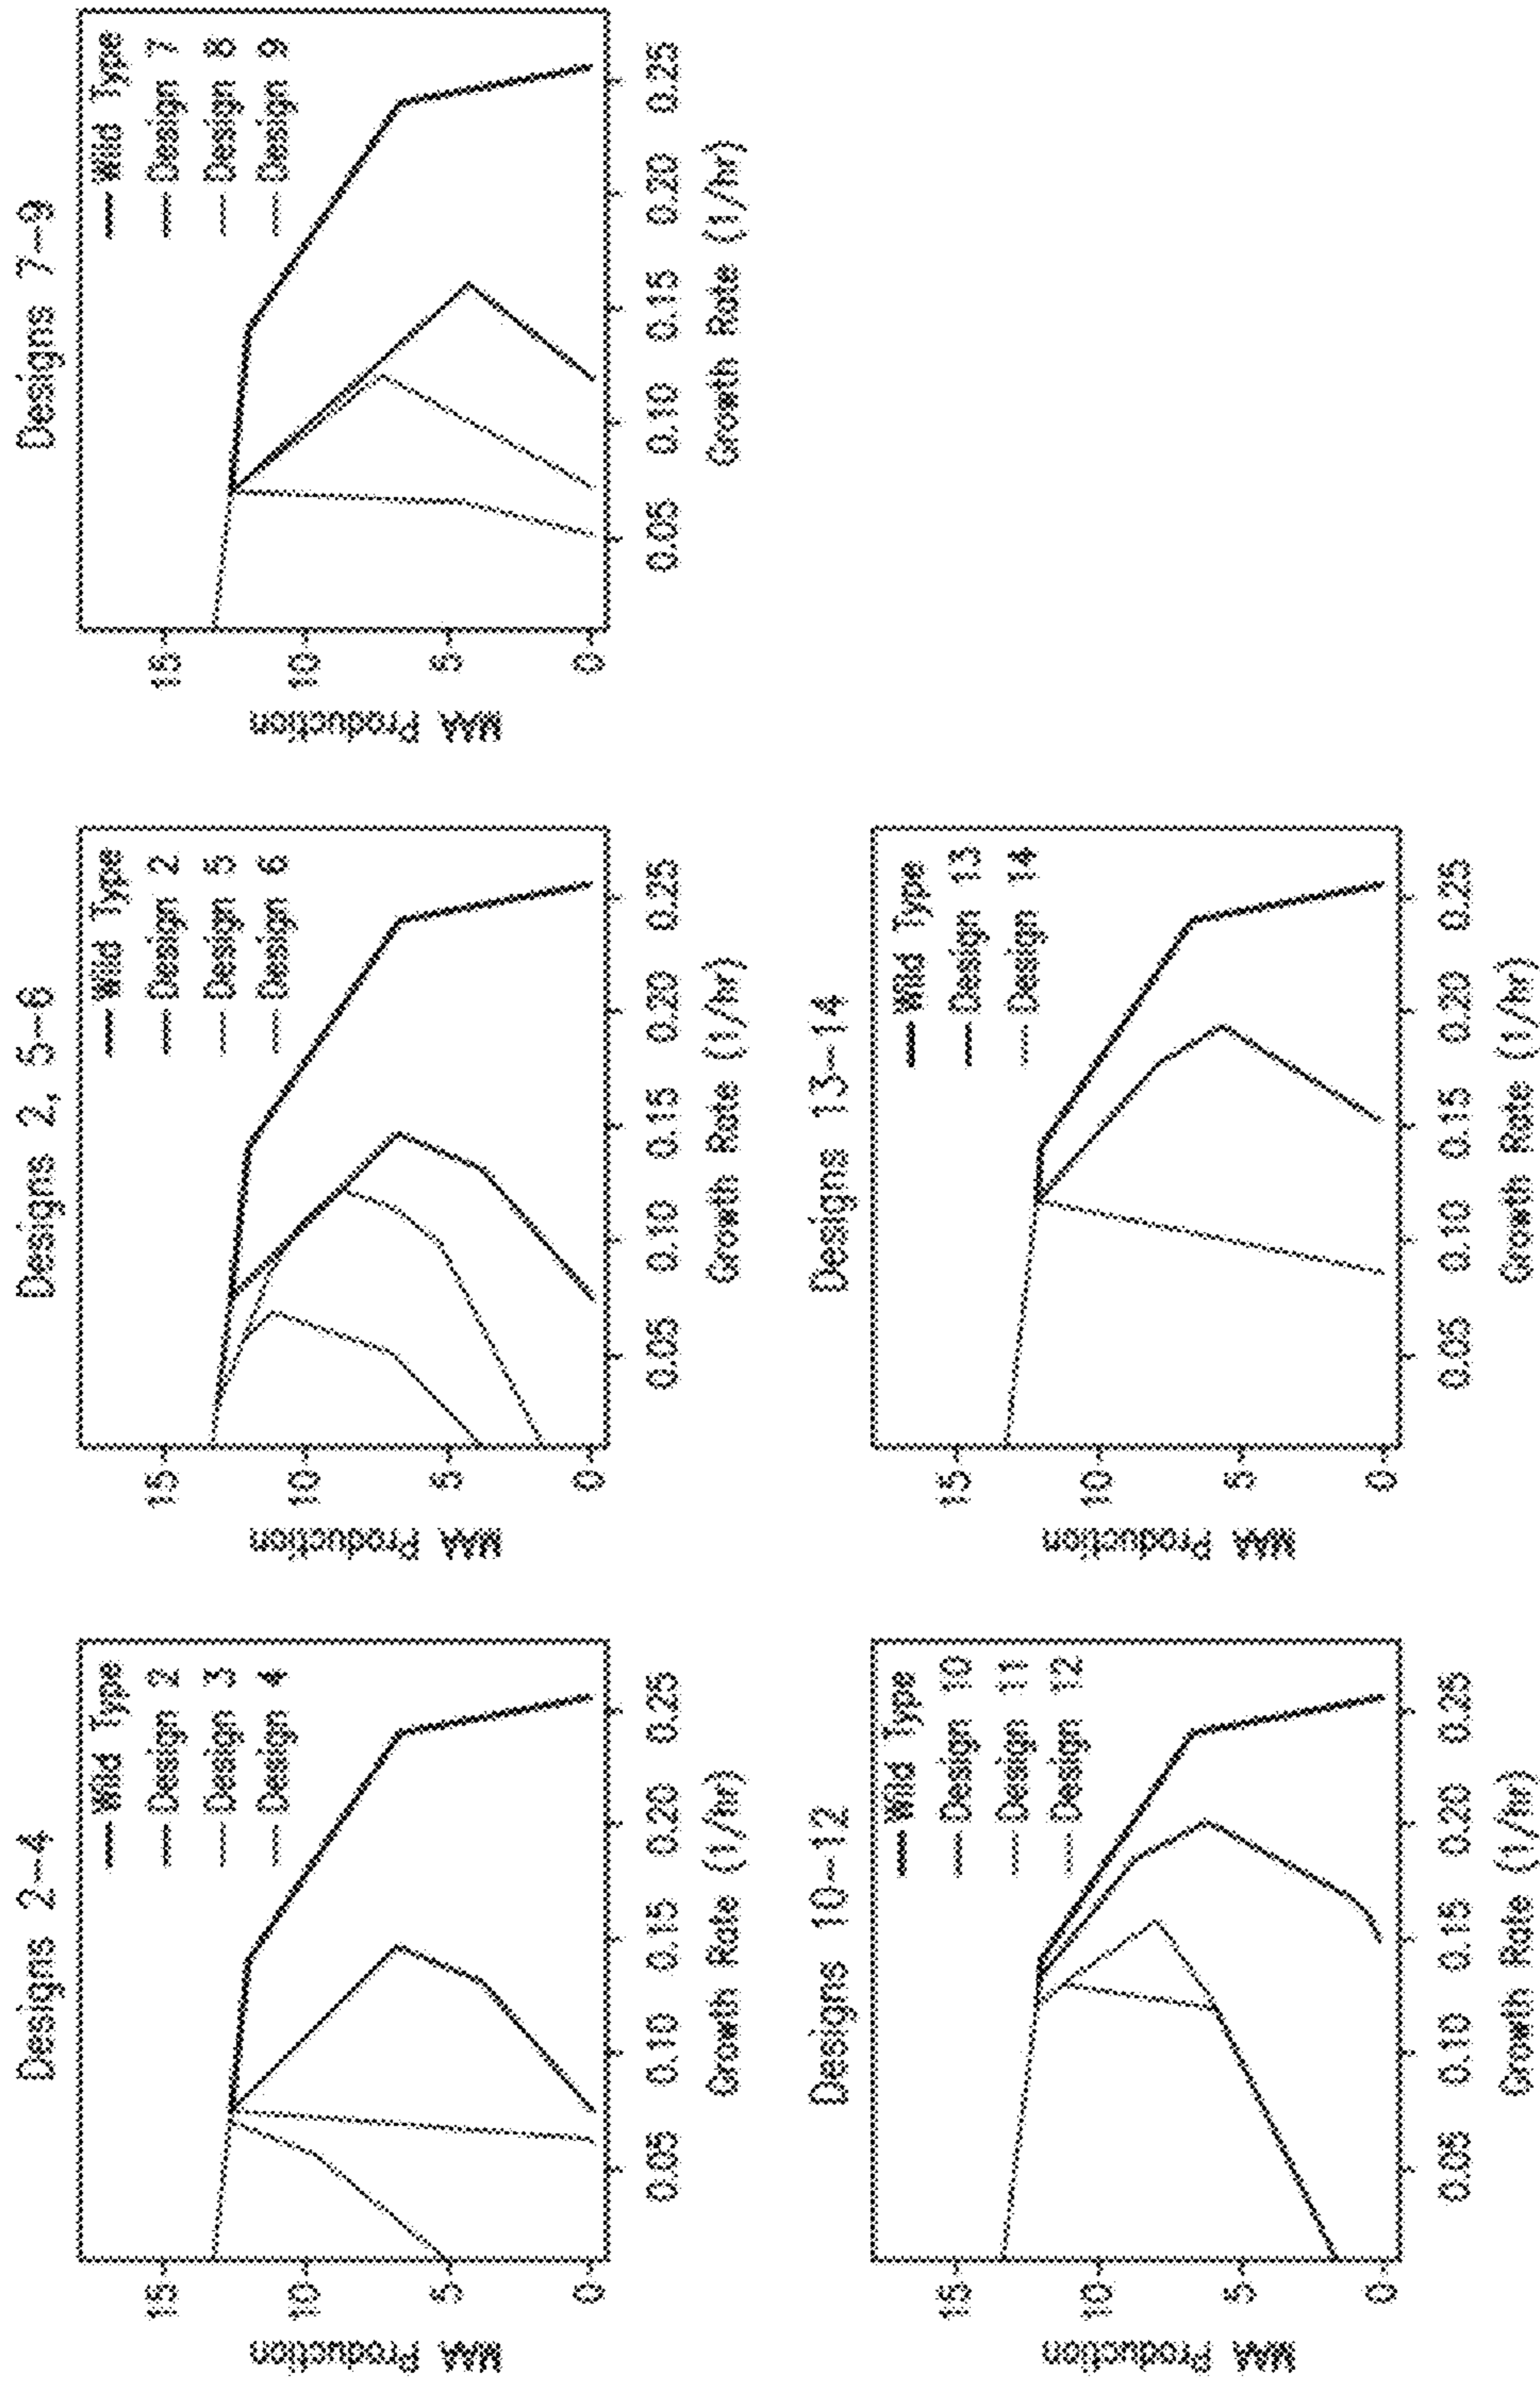 Designs 2-4
Wild Type
Design 2
Design 3
Design 4
MAA Production
15
10
5
0
0.05 0.10 0.15 0.20 0.25
Growth Rate (1/hr)
Designs 2, 5-6
Wild Type
Design 2
Design 5
Design 6
MAA Production
15
10
5
0
0.05 0.10 0.15 0.20 0.25
Growth Rate (1/hr)
Designs 7-9
Wild Type
Design 7
Design 8
Design 9
MAA Production
15
10
5
0
0.05 0.10 0.15 0.20 0.25
Growth Rate (1/hr)
Designs 10-12
Wild Type
Design 10
Design 11
Design 12
MAA Production
15
10
5
0
0.05 0.10 0.15 0.20 0.25
Growth Rate (1/hr)
Designs 13-14
Wild Type
Design 13
Design 14
MAA Production
15
10
5
0
0.05 0.10 0.15 0.20 0.25
Growth Rate (1/hr)